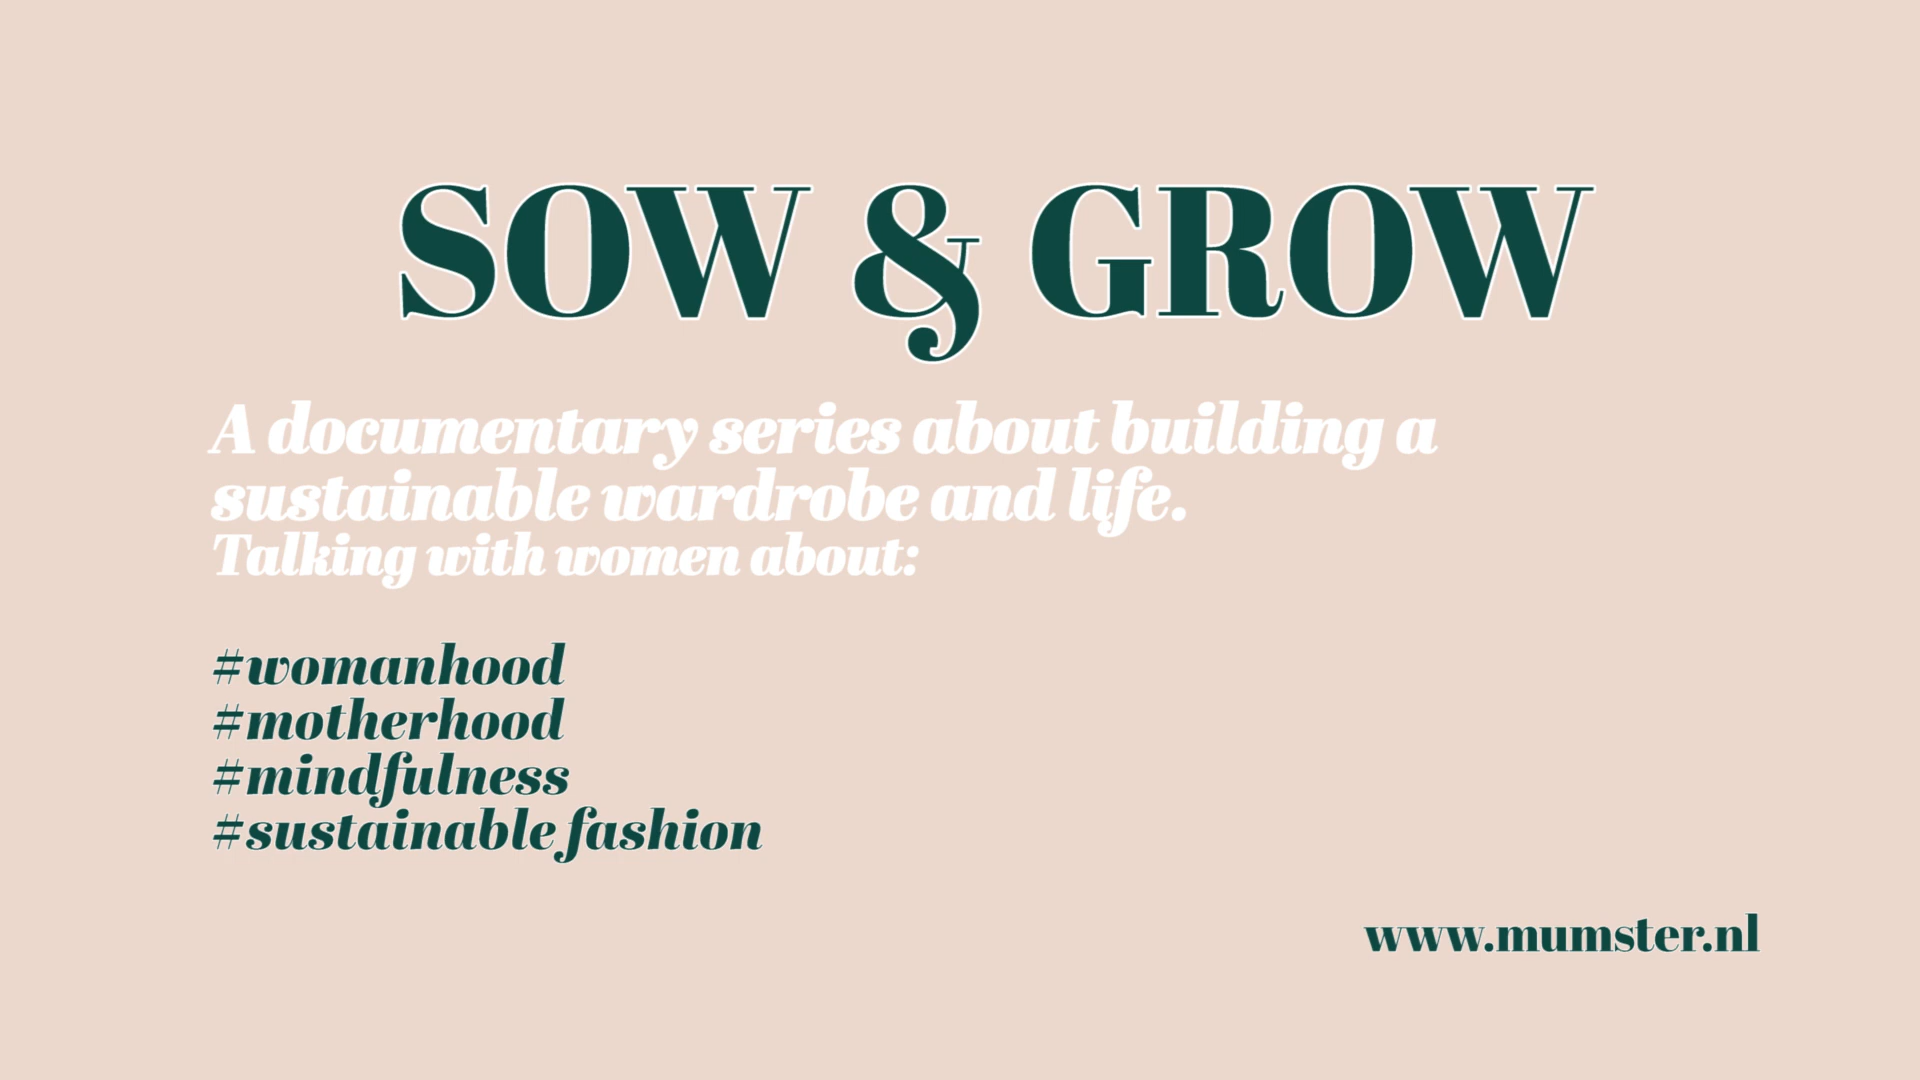 SOW & GROW
A documentary series about building a
sustainable wardrobe and life.
Talking with women about:
#womanhood
#motherhood
#mindfulness
#sustainable fashion
www.mumster.nl